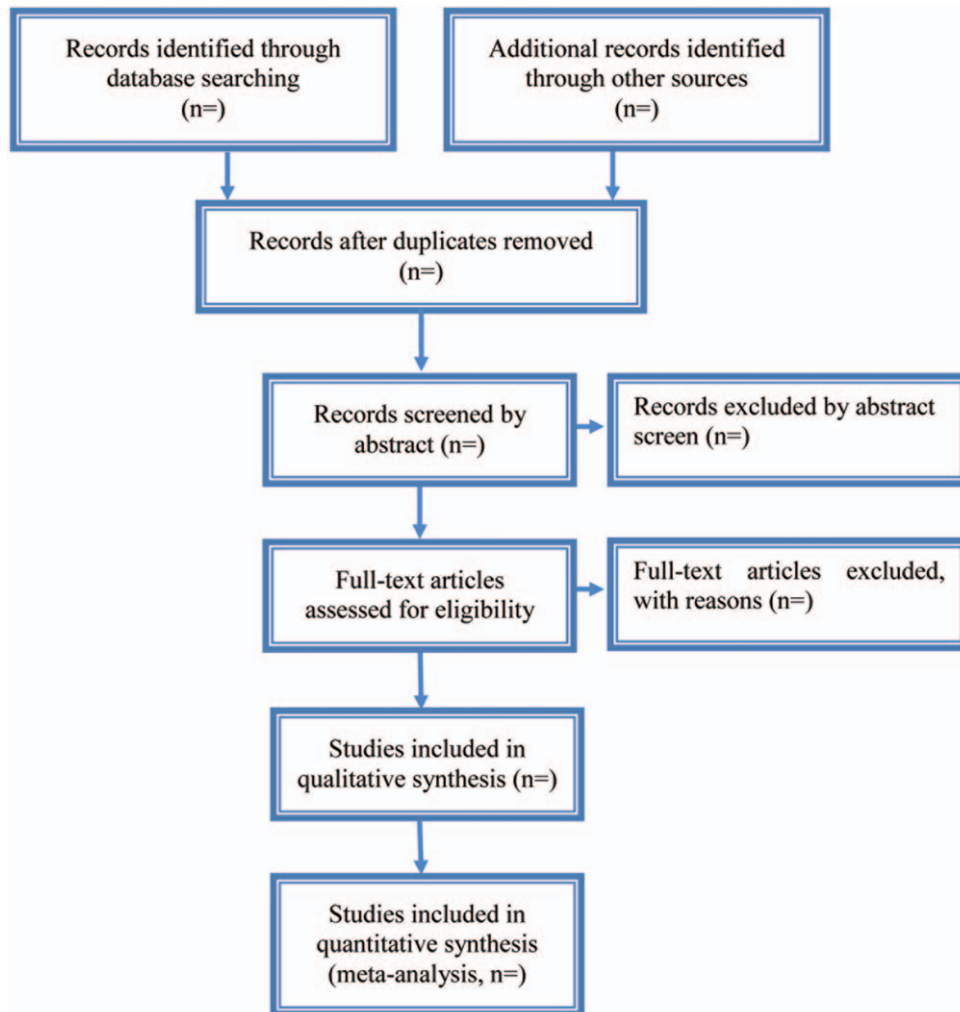 Records identified through
database searching
(n=)
Additional records identified
through other sources
(n=)
Records after duplicates removed
(n=)
Records screened by
abstract (n=)
Records excluded by abstract
screen (n=)
Full-text articles
assessed for eligibility
Full-text articles excluded,
with reasons (n=)
Studies included in
qualitative synthesis (n=)
Studies included in
quantitative synthesis
(meta-analysis, n=)